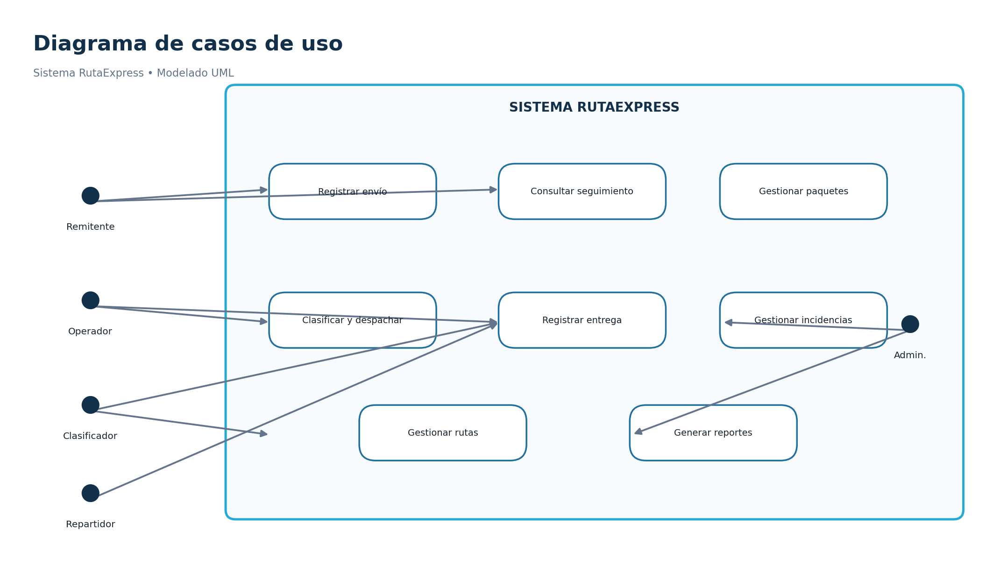 Diagrama de casos de uso
Sistema RutaExpress • Modelado UML
SISTEMA RUTAEXPRESS
Registrar envío
Consultar seguimiento
Gestionar paquetes
Remitente
Clasificar y despachar
Registrar entrega
Gestionar incidencias
Operador
Admin.
Gestionar rutas
Generar reportes
Clasificador
Repartidor